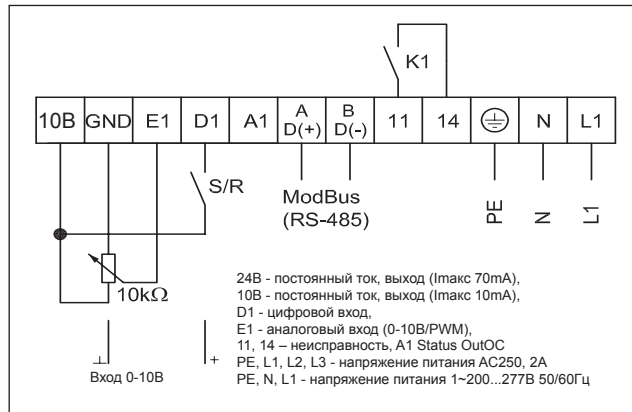 K1
10В GND E1 D1 A1 A D(+) B D(-) 11 14 N L1
S/R
ModBus
(RS-485)
PE N L1
10kΩ
24В - постоянный ток, выход (Iмакс 70mA),
10В - постоянный ток, выход (Iмакс 10mA),
D1 - цифровой вход,
E1 - аналоговый вход (0-10В/PWM),
11, 14 – неисправность, A1 Status OutOC
PE, L1, L2, L3 - напряжение питания AC250, 2A
PE, N, L1 - напряжение питания 1~200...277В 50/60Гц
⊥ +
Вход 0-10В